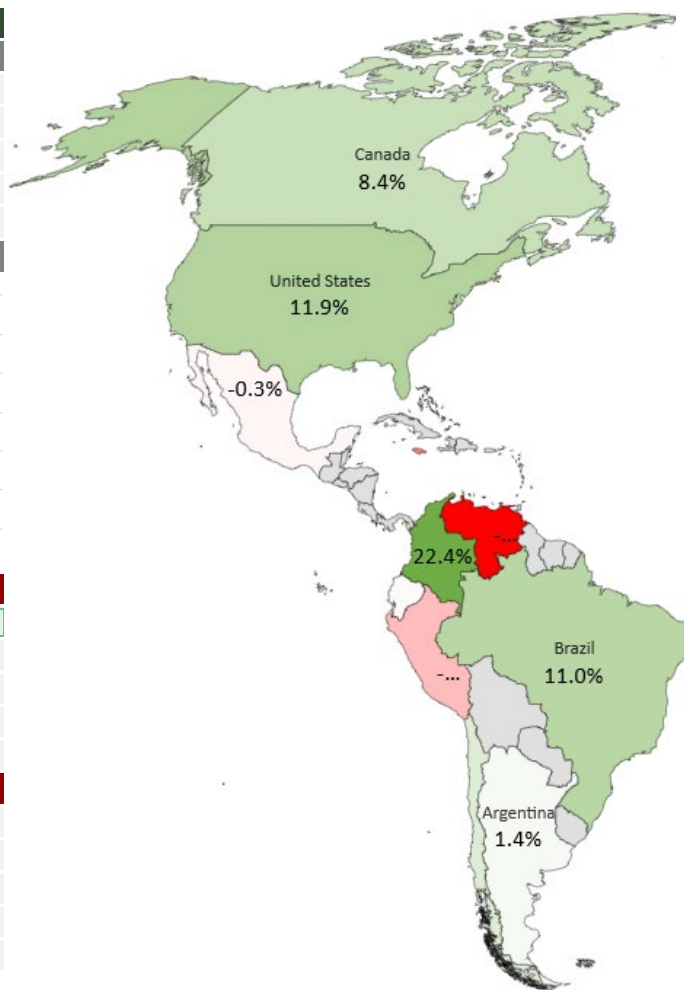 Canada
8.4%
United States
11.9%
-0.3%
-...
22.4%
Brazil
11.0%
-...
Argentina
1.4%